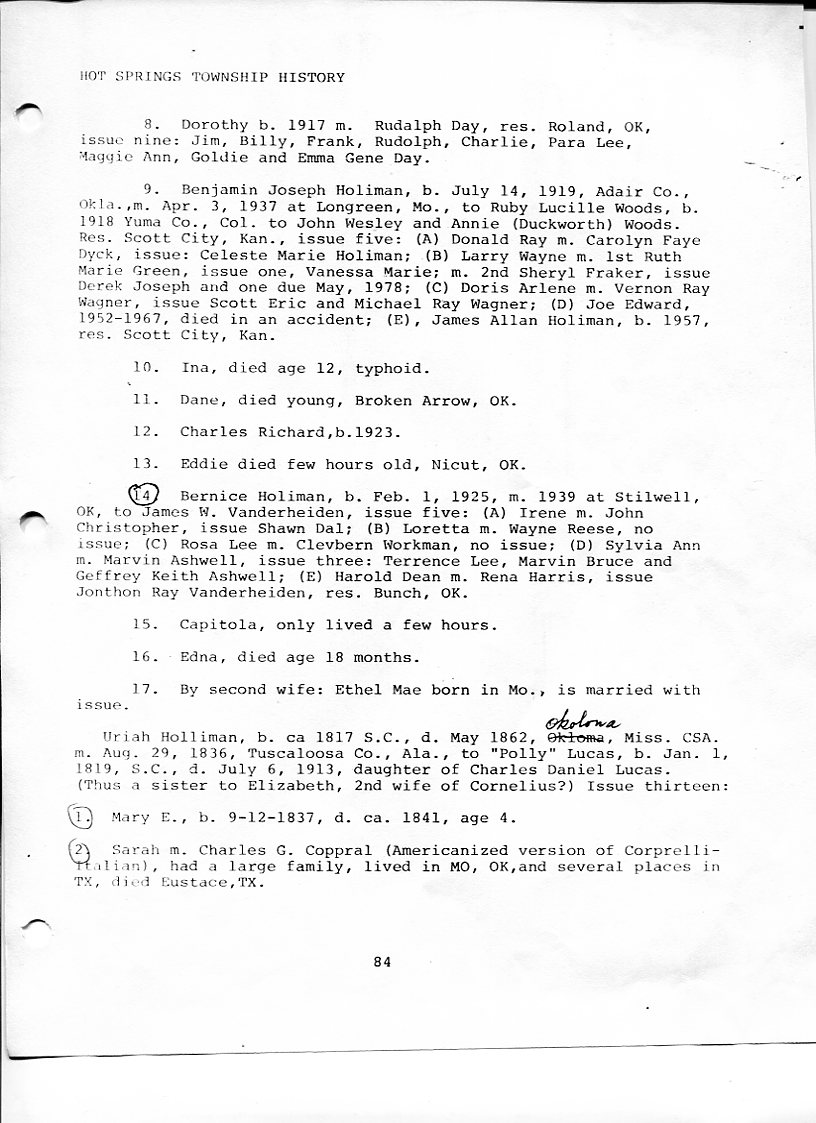 HOT SPRINGS TOWNSHIP HISTORY
8. Dorothy b. 1917 m. Rudalph Day, res. Roland, OK,
issue nine: Jim, Billy, Frank, Rudolph, Charlie, Para Lee,
Maggie Ann, Goldie and Emma Gene Day.
9. Benjamin Joseph Holiman, b. July 14, 1919, Adair Co.,
Okla.,m. Apr. 3, 1937 at Longreen, Mo., to Ruby Lucille Woods, b.
1918 Yuma Co., Col. to John Wesley and Annie (Duckworth) Woods.
Res. Scott City, Kan., issue five: (A) Donald Ray m. Carolyn Faye
Dyck, issue: Celeste Marie Holiman; (B) Larry Wayne m. 1st Ruth
Marie Green, issue one, Vanessa Marie; m. 2nd Sheryl Fraker, issue
Derek Joseph and one due May, 1978; (C) Doris Arlene m. Vernon Ray
Wagner, issue Scott Eric and Michael Ray Wagner; (D) Joe Edward,
1952-1967, died in an accident; (E), James Allan Holiman, b. 1957,
res. Scott City, Kan.
10. Ina, died age 12, typhoid.
11. Dane, died young, Broken Arrow, OK.
12. Charles Richard,b.1923.
13. Eddie died few hours old, Nicut, OK.
14 Bernice Holiman, b. Feb. 1, 1925, m. 1939 at Stilwell,
OK, to James W. Vanderheiden, issue five: (A) Irene m. John
Christopher, issue Shawn Dal; (B) Loretta m. Wayne Reese, no
issue; (C) Rosa Lee m. Clevbern Workman, no issue; (D) Sylvia Ann
m. Marvin Ashwell, issue three: Terrence Lee, Marvin Bruce and
Geffrey Keith Ashwell; (E) Harold Dean m. Rena Harris, issue
Jonthon Ray Vanderheiden, res. Bunch, OK.
15. Capitola, only lived a few hours.
16. Edna, died age 18 months.
17. By second wife: Ethel Mae born in Mo., is married with
issue.
Okolona
Uriah Holliman, b. ca 1817 S.C., d. May 1862, Okloma, Miss. CSA.
m. Aug. 29, 1836, Tuscaloosa Co., Ala., to "Polly" Lucas, b. Jan. 1,
1819, S.C., d. July 6, 1913, daughter of Charles Daniel Lucas.
(Thus a sister to Elizabeth, 2nd wife of Cornelius?) Issue thirteen:
1. Mary E., b. 9-12-1837, d. ca. 1841, age 4.
2 Sarah m. Charles G. Coppral (Americanized version of Corprelli-
Italian), had a large family, lived in MO, OK,and several places in
TX, died Eustace,TX.
84